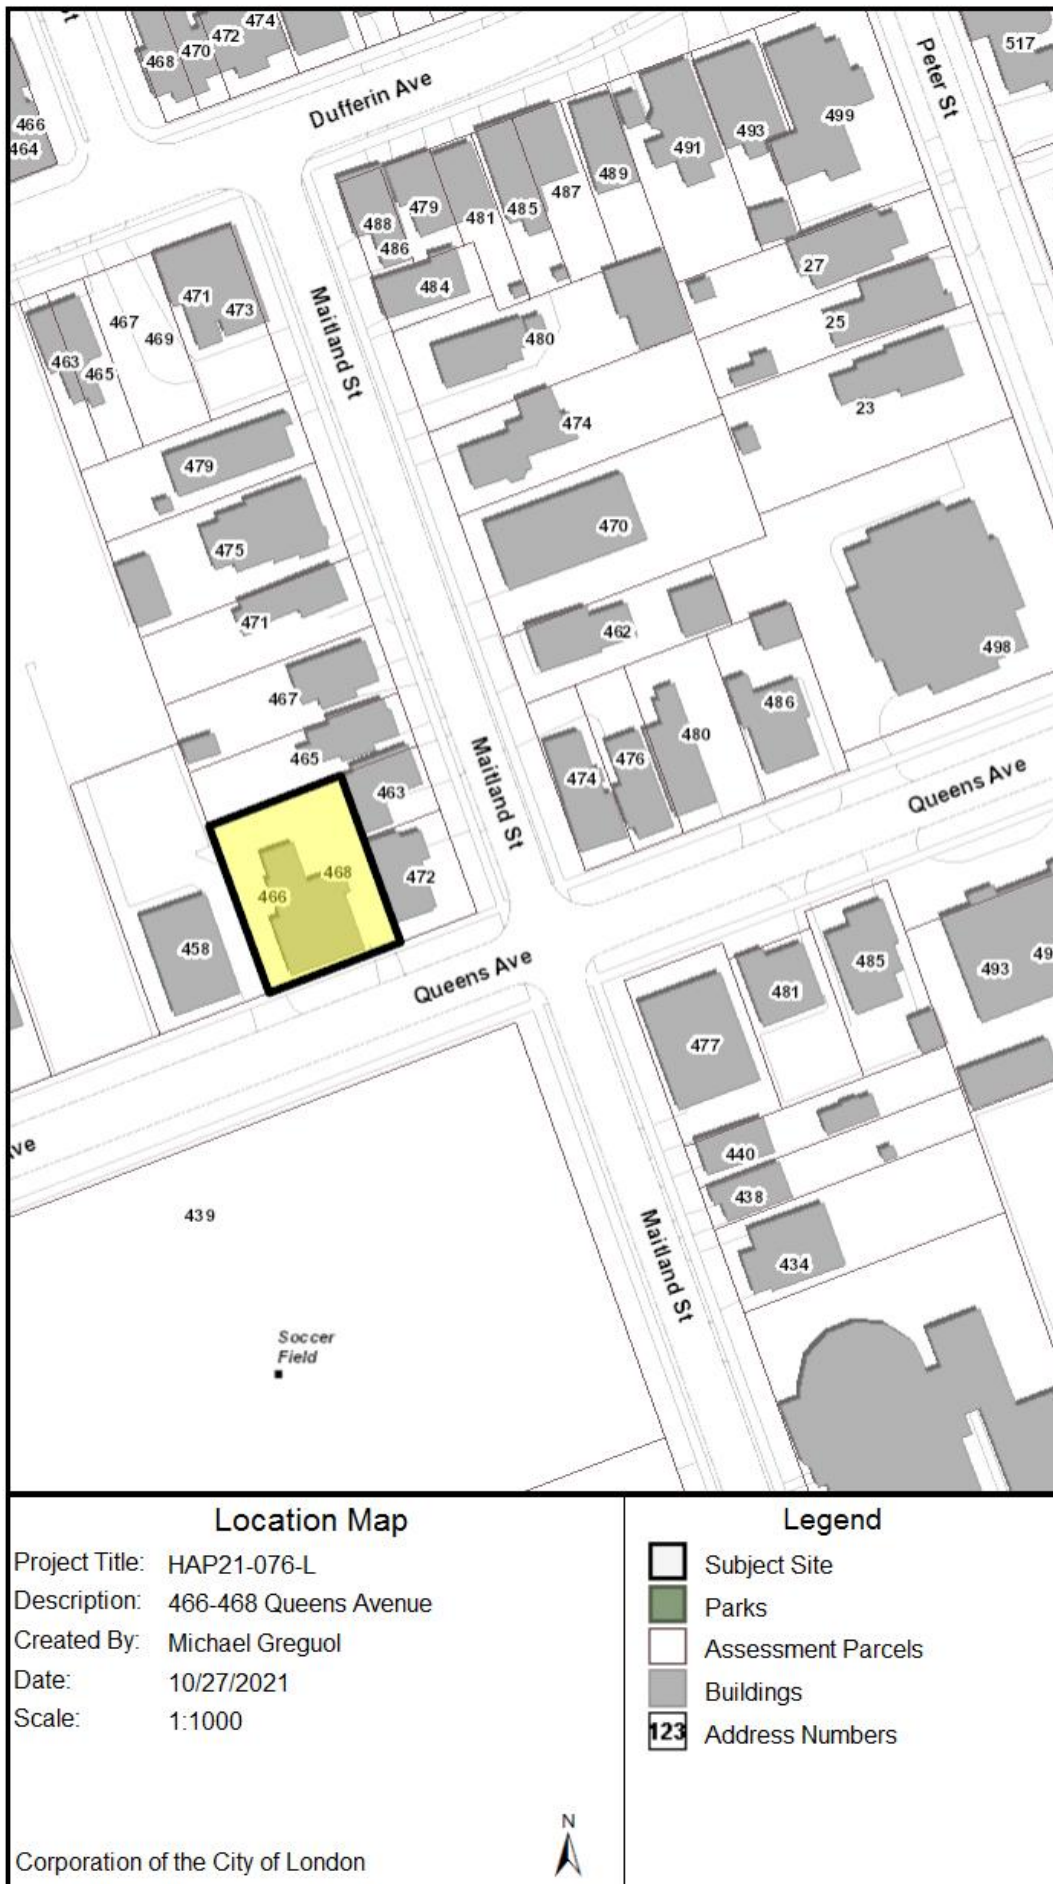 St
474
472
470
468
517
Peter St
Dufferin Ave
466
464
499
493
491
489
487
485
481
479
488
486
484
27
25
23
471
473
467
469
463
465
Maitland St
480
474
479
475
470
471
462
498
467
486
480
476
474
465
463
Maitland St
Queens Ave
468
466
472
458
Queens Ave
485
481
493
49
477
440
438
434
ve
439
Maitland St
Soccer
Field
Location Map
Project Title: HAP21-076-L
Description: 466-468 Queens Avenue
Created By: Michael Greguol
Date: 10/27/2021
Scale: 1:1000
Corporation of the City of London
N
Legend
Subject Site
Parks
Assessment Parcels
Buildings
123 Address Numbers